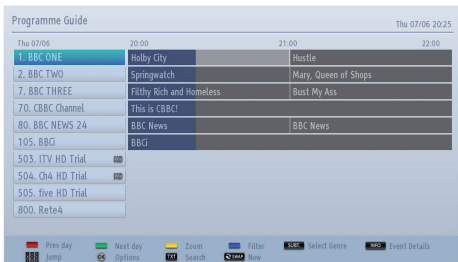 Programme Guide
Thu 07/06 20:25
Thu 07/06 20:00 21:00 22:00
1. BBC ONE Holby City Hustle
2. BBC TWO Springwatch Mary, Queen of Shops
7. BBC THREE Filthy Rich and Homeless Bust My Ass
70. CBBC Channel This is CBBC!
80. BBC NEWS 24 BBC News BBC News
105. BBCi BBCi
503. ITV HD Trial
504. Ch4 HD Trial
505. five HD Trial
800. Rete4
Prev day Next day Zoom Filter SUBT. Select Genre INFO Event Details
Jump OK Options TXT Search SWAP Now